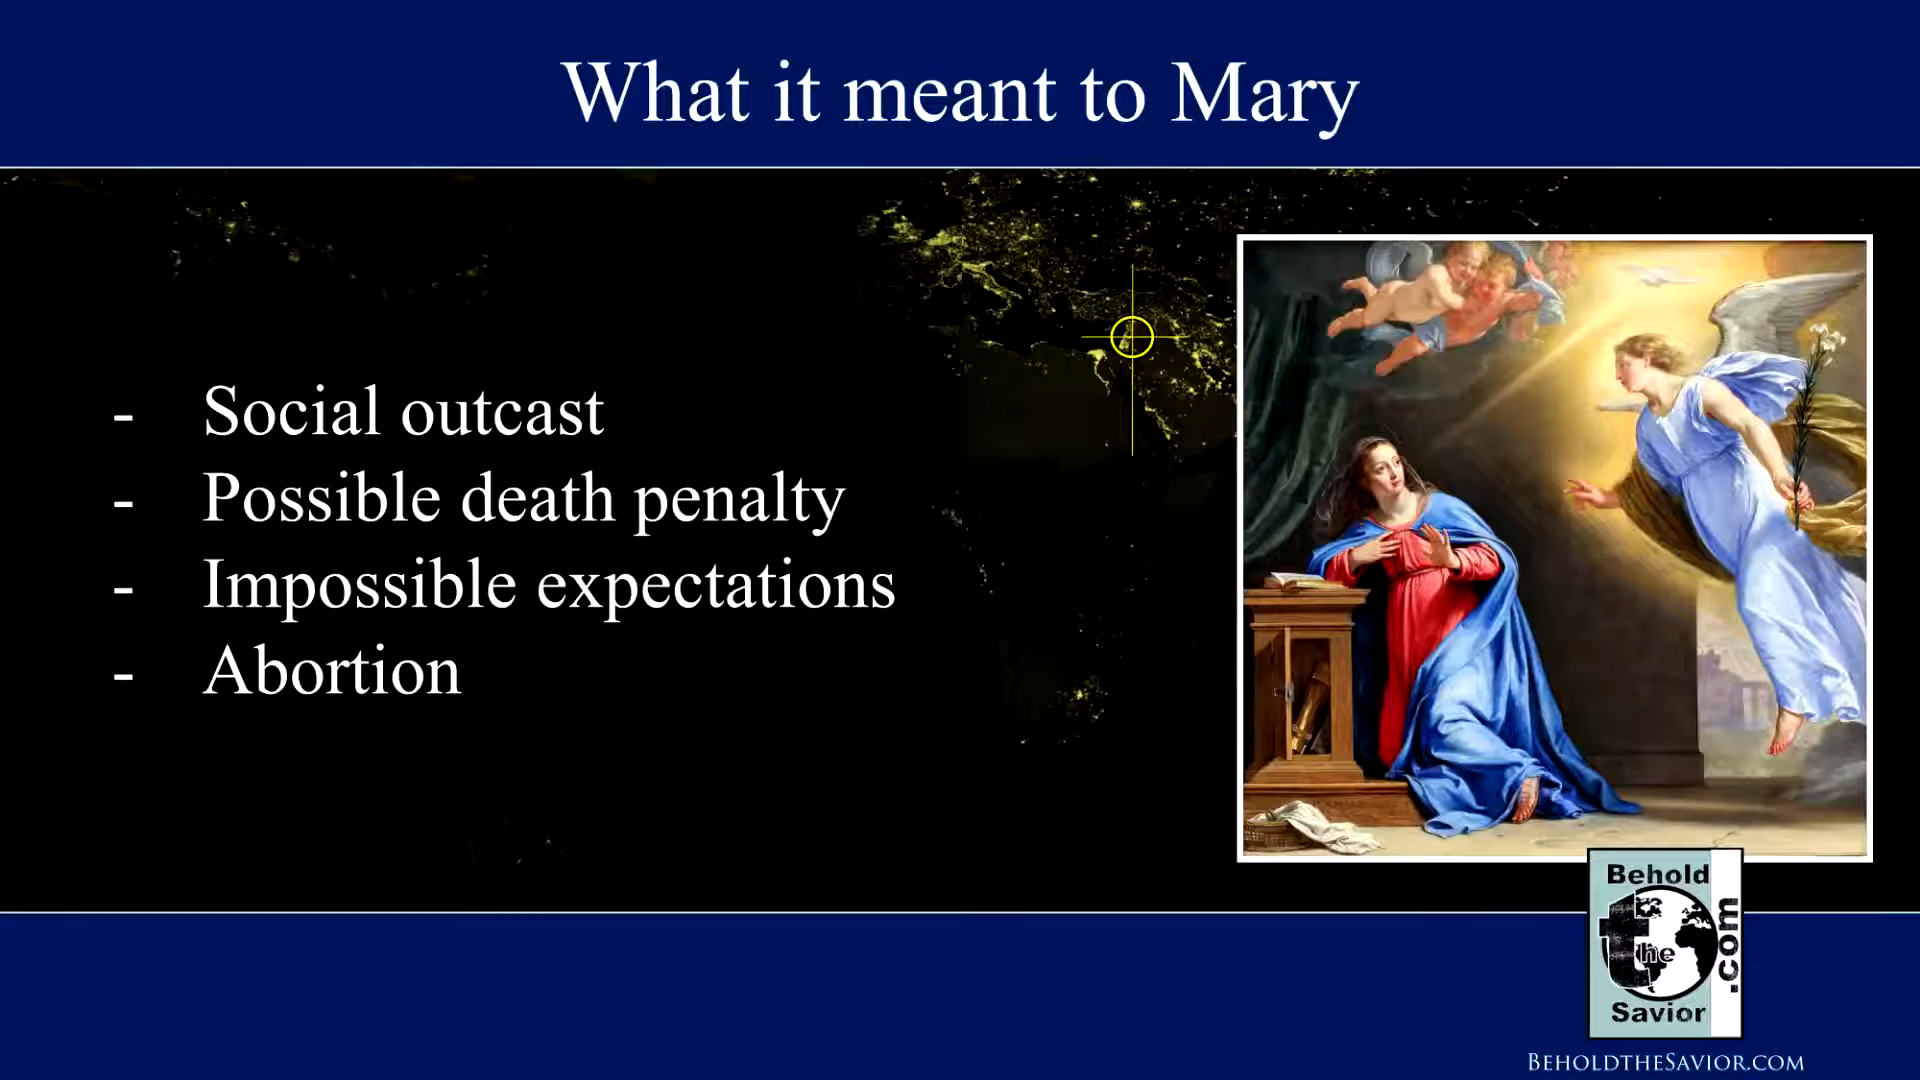 What it meant to Mary
- Social outcast
- Possible death penalty
- Impossible expectations
- Abortion
Behold
the
.com
Savior
BEHOLDTHESAVIOR.COM